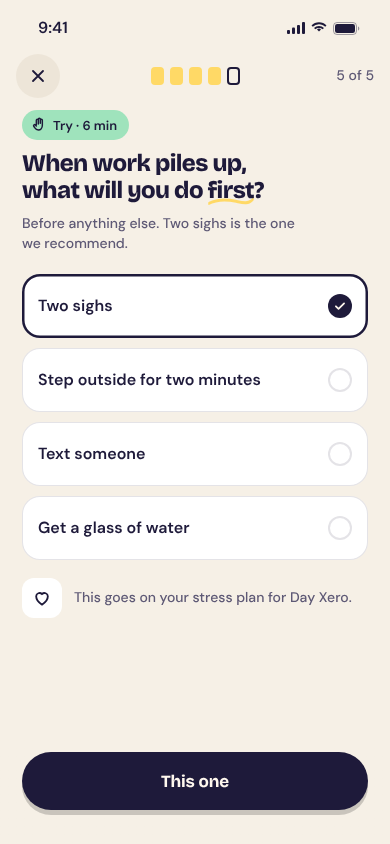 9:41
5 of 5
Try · 6 min
When work piles up,
what will you do first?
Before anything else. Two sighs is the one
we recommend.
Two sighs
Step outside for two minutes
Text someone
Get a glass of water
This goes on your stress plan for Day Xero.
This one